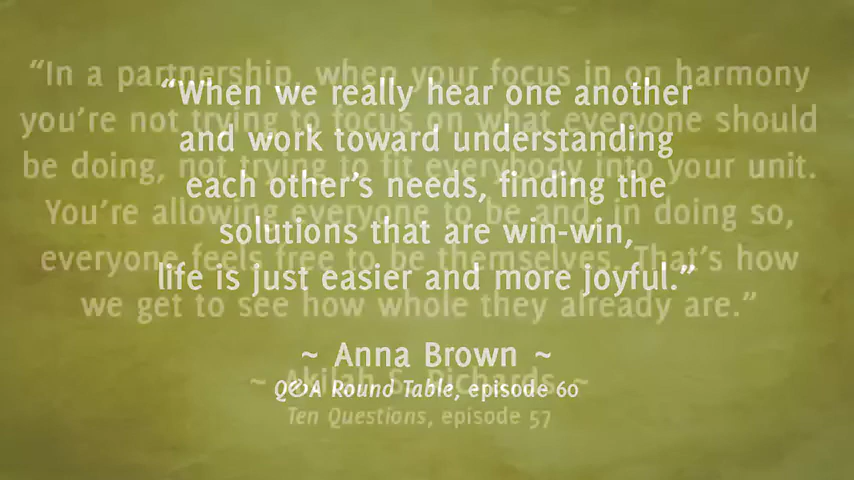 “When we really hear one another
and work toward understanding
each other’s needs, finding the
solutions that are win-win,
life is just easier and more joyful.”
~ Anna Brown ~
Q&A Round Table, episode 60
“In a partnership, when your focus in on harmony
you’re not trying to focus on what everyone should
be doing, not trying to fit everybody into your unit.
You’re allowing everyone to be and, in doing so,
everyone feels free to be themselves. That’s how
we get to see how whole they already are.”
~ Akilah S. Richards ~
Ten Questions, episode 57